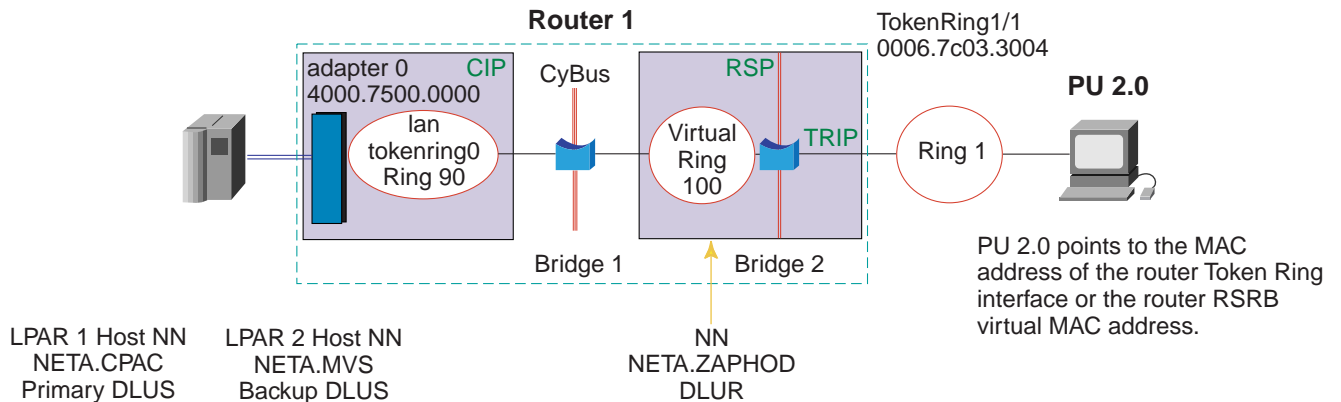 Router 1
TokenRing1/1
0006.7c03.3004
adapter 0
CIP
4000.7500.0000
CyBus
RSP
PU 2.0
lan
tokenring0
Ring 90
Virtual
Ring
100
TRIP
Ring 1
Bridge 1
Bridge 2
PU 2.0 points to the MAC
address of the router Token Ring
interface or the router RSRB
virtual MAC address.
LPAR 1 Host NN
NETA.CPAC
Primary DLUS
LPAR 2 Host NN
NETA.MVS
Backup DLUS
NN
NETA.ZAPHOD
DLUR